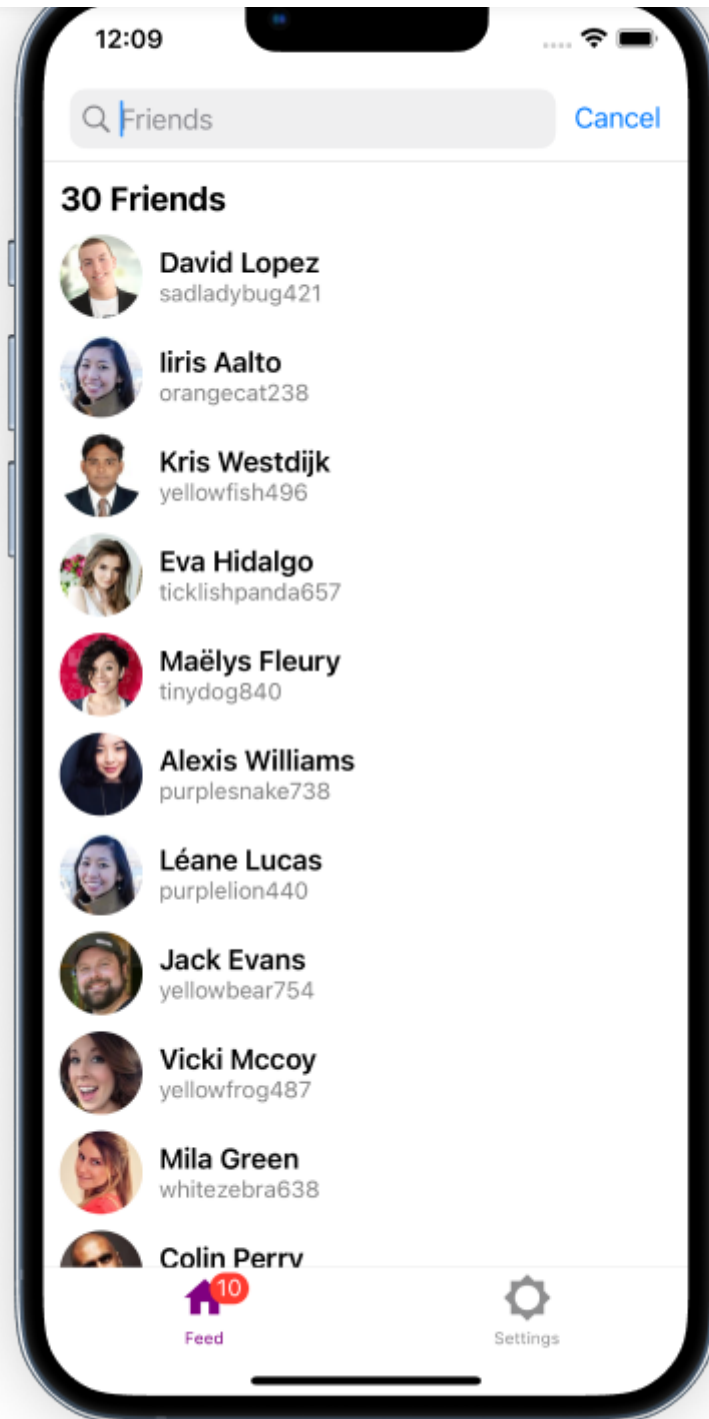 12:09
Friends
Cancel
30 Friends
David Lopez
sadladybug421
Iiris Aalto
orangecat238
Kris Westdijk
yellowfish496
Eva Hidalgo
ticklishpanda657
Maëlys Fleury
tinydog840
Alexis Williams
purplesnake738
Léane Lucas
purplelion440
Jack Evans
yellowbear754
Vicki Mccoy
yellowfrog487
Mila Green
whitezebra638
Colin Perry
10
Feed
Settings